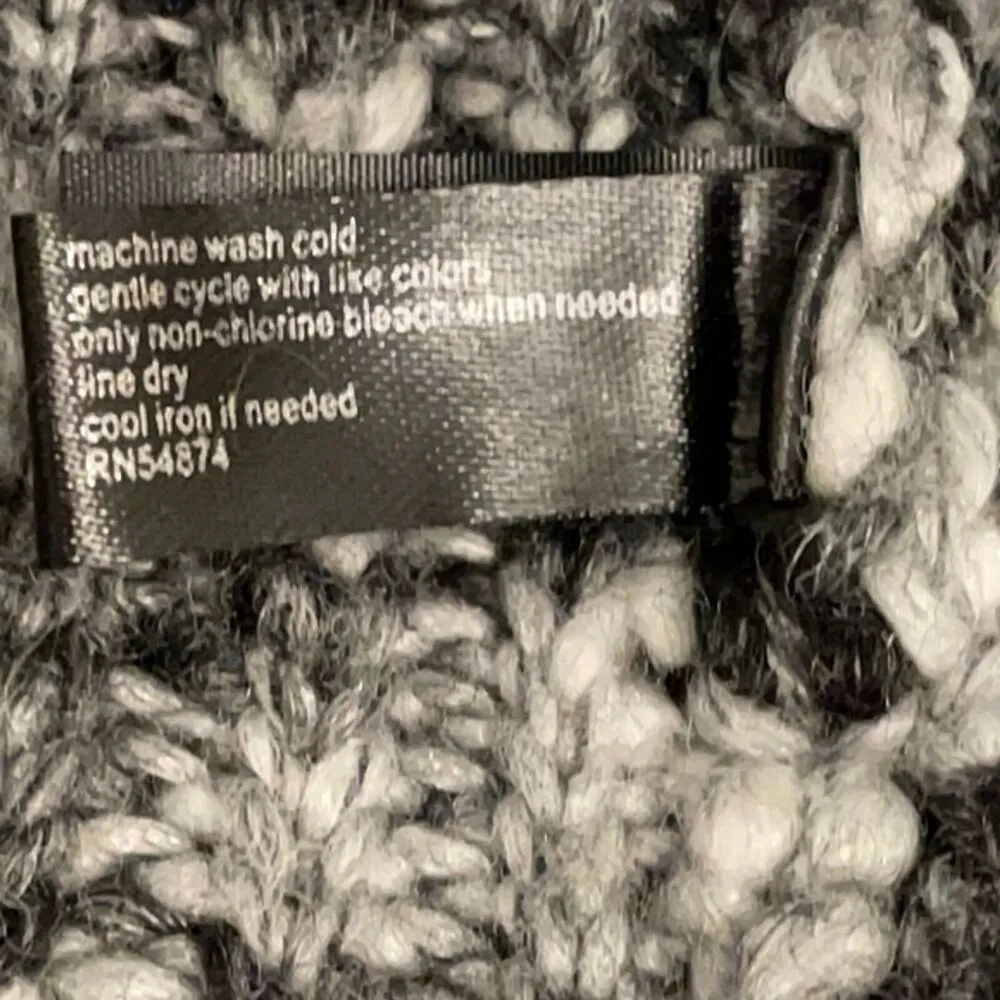 machine wash cold
gentle cycle with like colors
only non-chlorine bleach when needed
line dry
cool iron if needed
RN54874